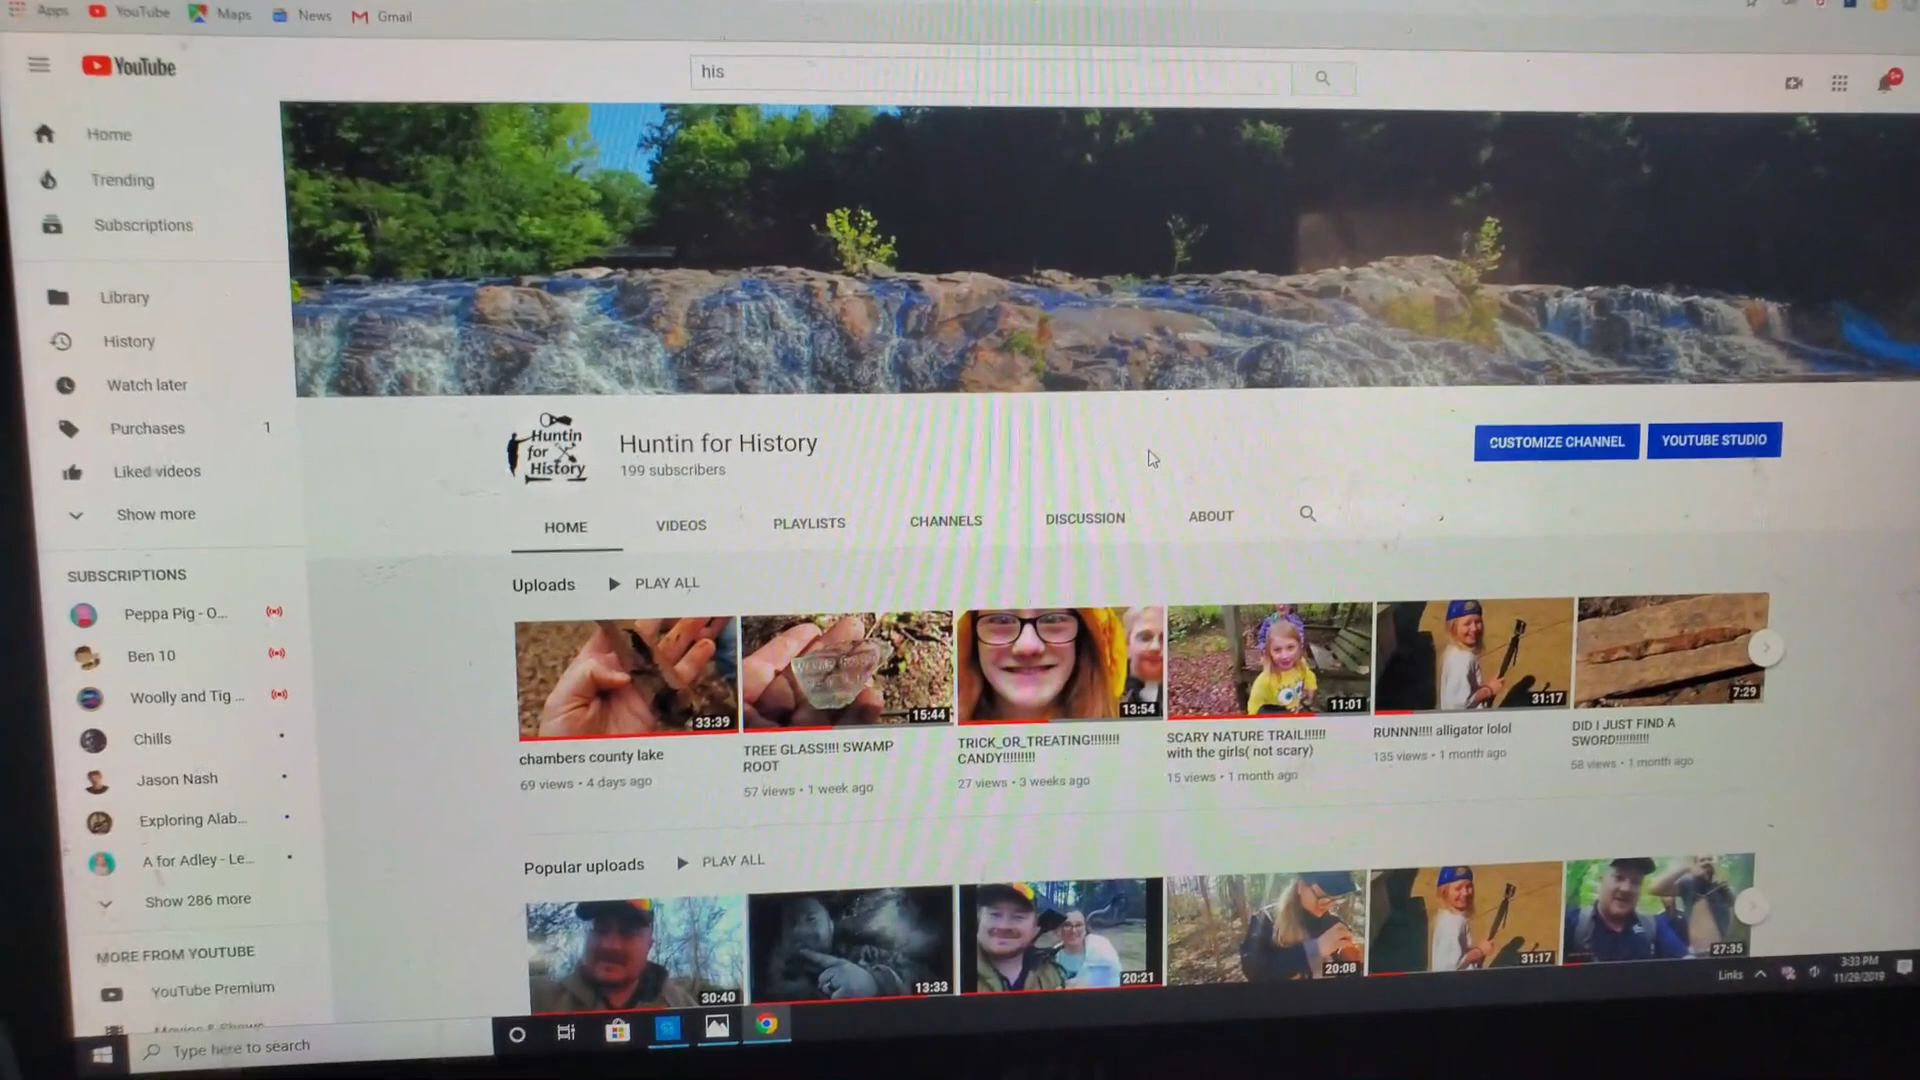 Apps YouTube Maps News Gmail
YouTube
his
Home
Trending
Subscriptions
Library
History
Watch later
Purchases 1
Liked videos
Show more
SUBSCRIPTIONS
Peppa Pig - O...
Ben 10
Woolly and Tig ...
Chills
Jason Nash
Exploring Alab...
A for Adley - Le...
Show 286 more
MORE FROM YOUTUBE
YouTube Premium
Movies & Shows
Huntin
for
History
Huntin for History
199 subscribers
CUSTOMIZE CHANNEL YOUTUBE STUDIO
HOME VIDEOS PLAYLISTS CHANNELS DISCUSSION ABOUT
Uploads PLAY ALL
33:39
15:44
13:54
11:01
31:17
7:29
chambers county lake
69 views • 4 days ago
TREE GLASS!!!! SWAMP
ROOT
57 views • 1 week ago
TRICK_OR_TREATING!!!!!!!!
CANDY!!!!!!!!!
27 views • 3 weeks ago
SCARY NATURE TRAIL!!!!!!
with the girls( not scary)
15 views • 1 month ago
RUNNN!!!! alligator lolol
135 views • 1 month ago
DID I JUST FIND A
SWORD!!!!!!!!!!
58 views • 1 month ago
Popular uploads PLAY ALL
30:40
13:33
20:21
20:08
31:17
27:35
Type here to search
Links
3:33 PM
11/29/2019